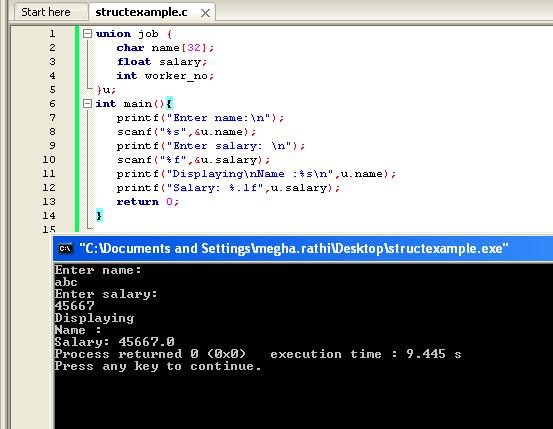 Start here
structexample.c
1 union job {
2 char name[32];
3 float salary;
4 int worker_no;
5 }u;
6 int main(){
7 printf("Enter name:\n");
8 scanf("%s",&u.name);
9 printf("Enter salary: \n");
10 scanf("%f",&u.salary);
11 printf("Displaying\nName :%s\n",u.name);
12 printf("Salary: %.1f",u.salary);
13 return 0;
14 }
15
C:\ "C:\Documents and Settings\megha.rathi\Desktop\structexample.exe"
Enter name:
abc
Enter salary:
45667
Displaying
Name :
Salary: 45667.0
Process returned 0 (0x0) execution time : 9.445 s
Press any key to continue.